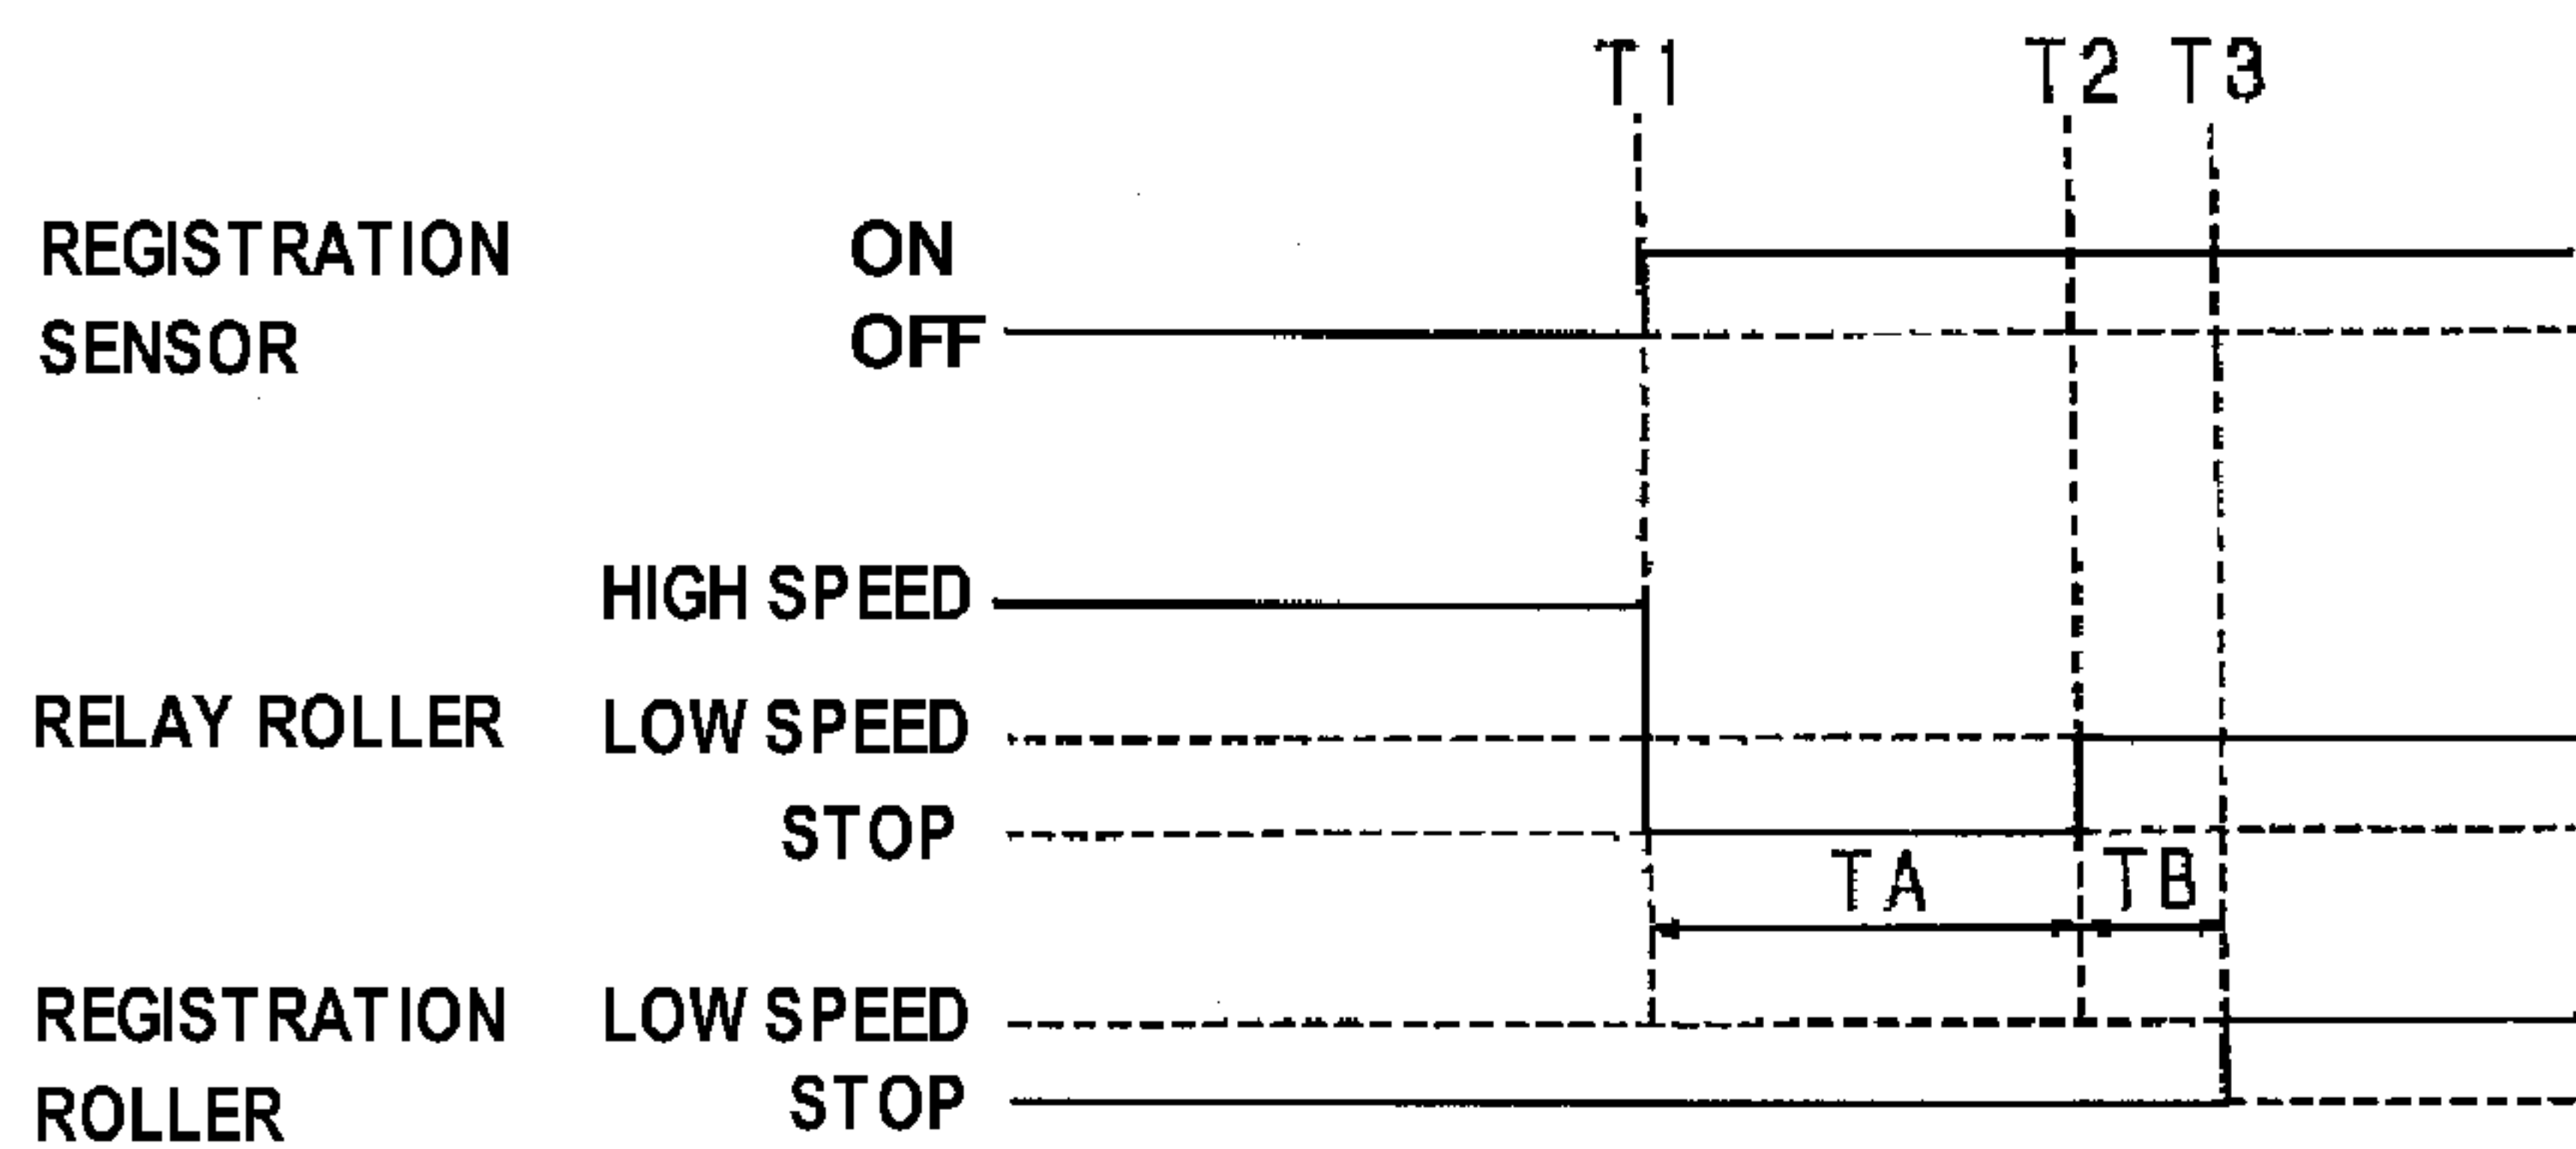 T1 T2 T3
REGISTRATION ON
SENSOR OFF
HIGH SPEED
RELAY ROLLER LOW SPEED
STOP
TA TB
REGISTRATION LOW SPEED
ROLLER STOP